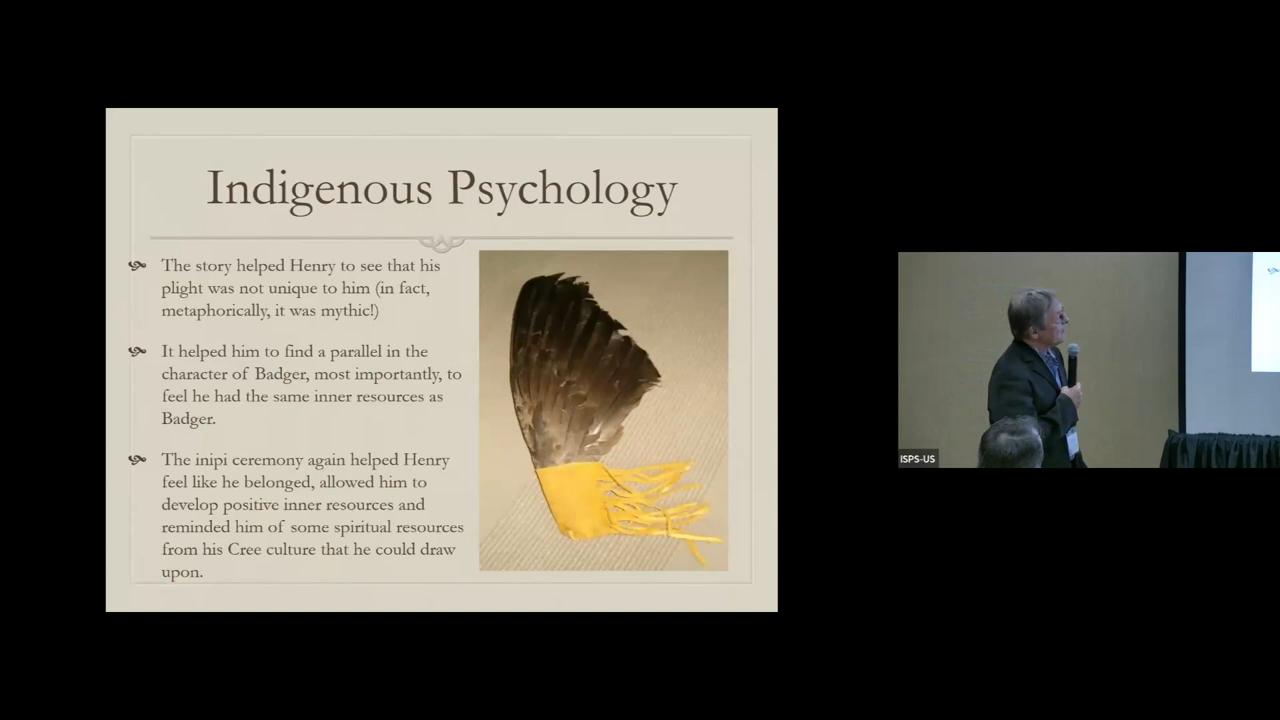 Indigenous Psychology
The story helped Henry to see that his
plight was not unique to him (in fact,
metaphorically, it was mythic!)
It helped him to find a parallel in the
character of Badger, most importantly, to
feel he had the same inner resources as
Badger.
The inipi ceremony again helped Henry
feel like he belonged, allowed him to
develop positive inner resources and
reminded him of some spiritual resources
from his Cree culture that he could draw
upon.
ISPS-US